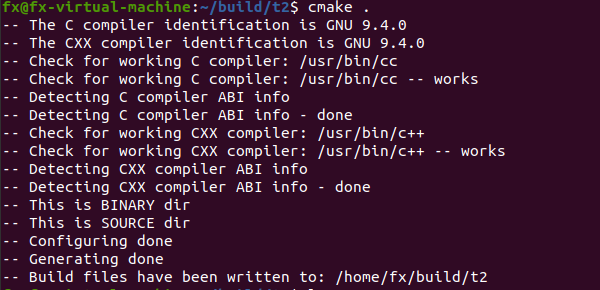 fx@fx-virtual-machine:~/build/t2$ cmake .
-- The C compiler identification is GNU 9.4.0
-- The CXX compiler identification is GNU 9.4.0
-- Check for working C compiler: /usr/bin/cc
-- Check for working C compiler: /usr/bin/cc -- works
-- Detecting C compiler ABI info
-- Detecting C compiler ABI info - done
-- Check for working CXX compiler: /usr/bin/c++
-- Check for working CXX compiler: /usr/bin/c++ -- works
-- Detecting CXX compiler ABI info
-- Detecting CXX compiler ABI info - done
-- This is BINARY dir
-- This is SOURCE dir
-- Configuring done
-- Generating done
-- Build files have been written to: /home/fx/build/t2